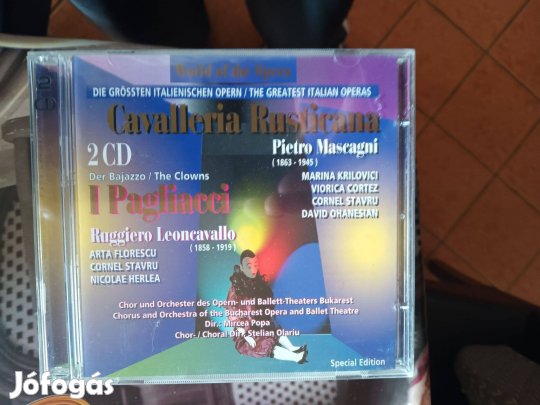 World of the Opera
DIE GRÖSSTEN ITALIENISCHEN OPERN / THE GREATEST ITALIAN OPERAS
Cavalleria Rusticana
Pietro Mascagni
( 1863 - 1945 )
2 CD
Der Bajazzo / The Clowns
I Pagliacci
MARINA KRILOVICI
VIORICA CORTEZ
CORNEL STAVRU
DAVID OHANESIAN
Ruggiero Leoncavallo
( 1858 - 1919 )
ARTA FLORESCU
CORNEL STAVRU
NICOLAE HERLEA
Chor und Orchester des Opern- und Ballett-Theaters Bukarest
Chorus and Orchestra of the Bucharest Opera and Ballet Theatre
Dir.: Mircea Popa
Chor- / Choral Dir.: Stelian Olariu
Special Edition
Jófogás